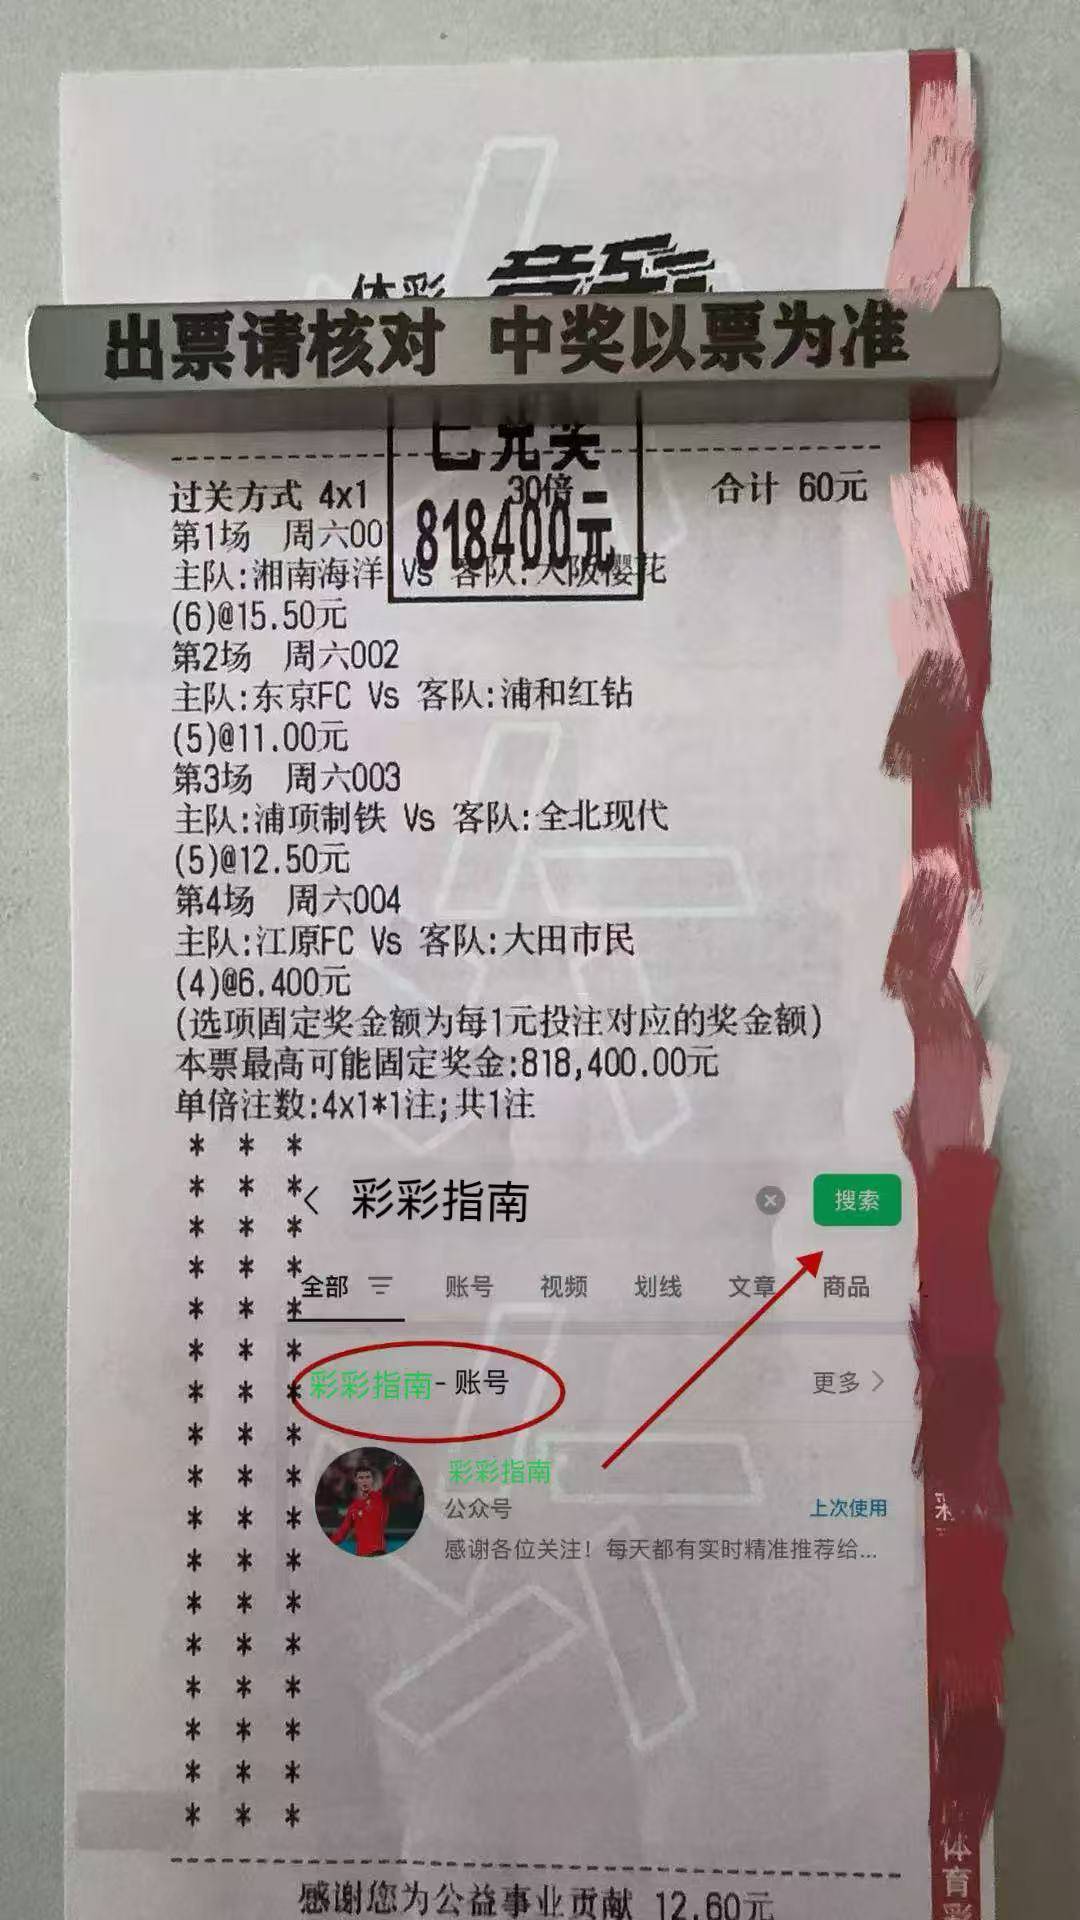 体彩 竞彩
出票请核对 中奖以票为准
已兑奖
818400元
过关方式 4x1 30倍 合计 60元
第1场 周六00
主队:湘南海洋 Vs 客队:大阪樱花
(6)@15.50元
第2场 周六002
主队:东京FC Vs 客队:浦和红钻
(5)@11.00元
第3场 周六003
主队:浦项制铁 Vs 客队:全北现代
(5)@12.50元
第4场 周六004
主队:江原FC Vs 客队:大田市民
(4)@6.400元
(选项固定奖金额为每1元投注对应的奖金额)
本票最高可能固定奖金:818,400.00元
单倍注数:4x1*1注;共1注
* * *
* * *
彩彩指南 搜索
* * *
* * *
全部 账号 视频 划线 文章 商品
* * *
* * *
彩彩指南- 账号 更多
* * *
* * *
彩彩指南
* * *
公众号 上次使用
* * *
感谢各位关注！每天都有实时精准推荐给...
* * *
* * *
* * *
* * *
* * *
* * *
* * *
感谢您为公益事业贡献 12.60元
彩
体育彩